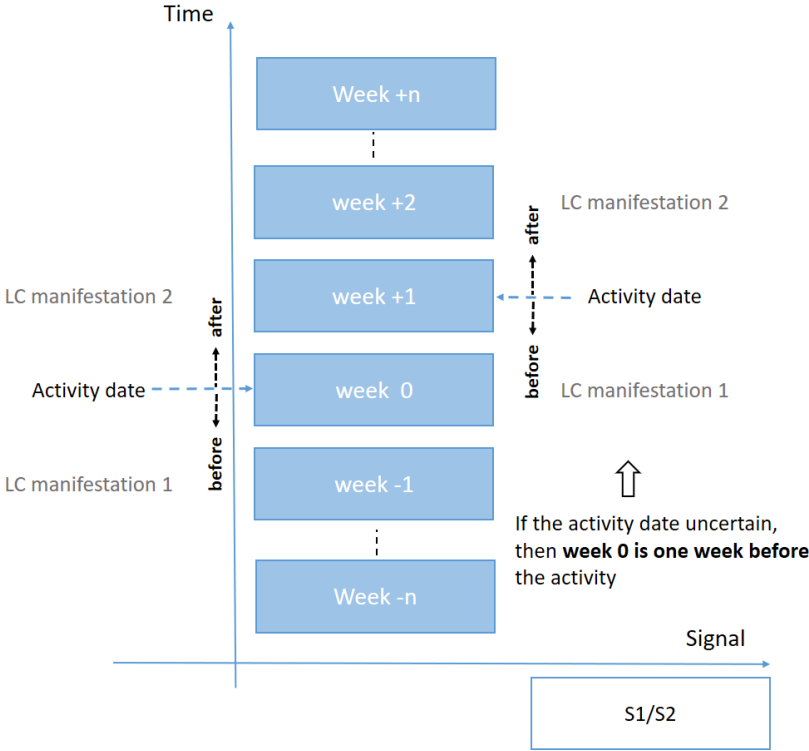 Time
Week +n
week +2
LC manifestation 2
after
LC manifestation 2
after
week +1
Activity date
Activity date
week 0
before
LC manifestation 1
before
LC manifestation 1
week -1
If the activity date uncertain,
then week 0 is one week before
the activity
Week -n
Signal
S1/S2